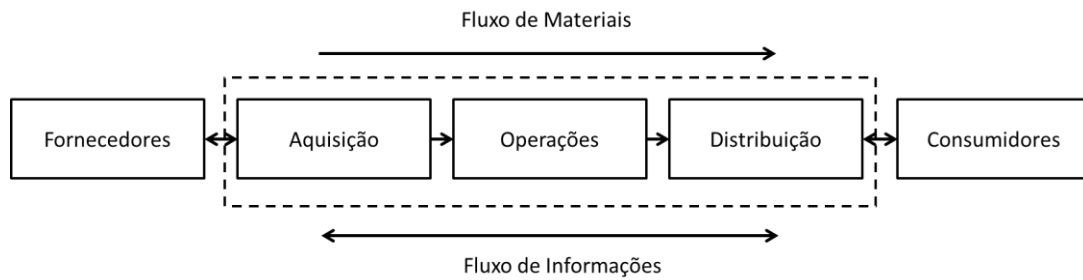 Fluxo de Materiais
Fornecedores
Aquisição
Operações
Distribuição
Consumidores
Fluxo de Informações